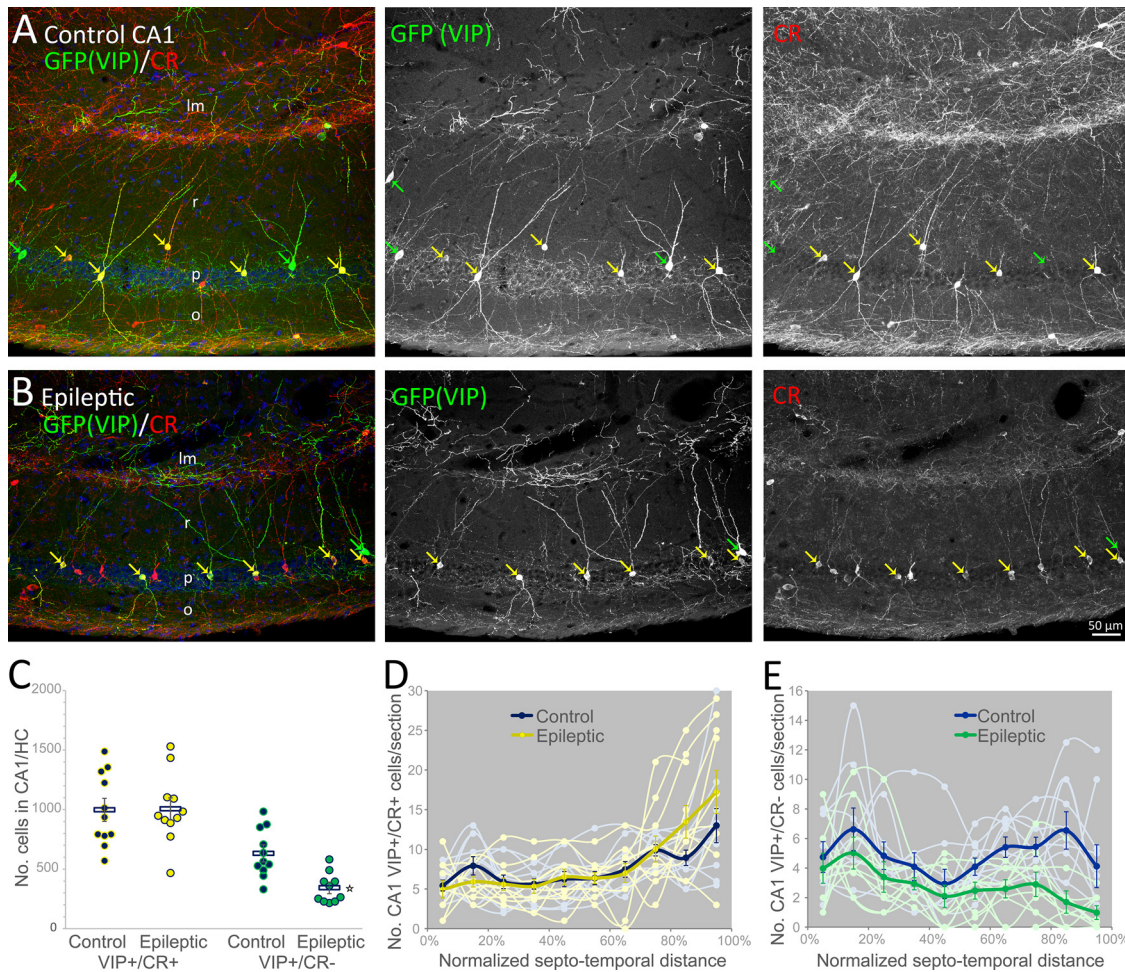 A Control CA1
GFP(VIP)/CR
lm
r
p
o
GFP (VIP)
CR
B Epileptic
GFP(VIP)/CR
lm
r
p
o
GFP(VIP)
CR
50 µm
C
No. cells in CA1/HC
2000
1500
1000
500
0
Control Epileptic Control Epileptic
VIP+/CR+ VIP+/CR-
D
No. CA1 VIP+/CR+ cells/section
30
25
20
15
10
5
0
Control
Epileptic
0% 20% 40% 60% 80% 100%
Normalized septo-temporal distance
E
No. CA1 VIP+/CR- cells/section
16
14
12
10
8
6
4
2
0
Control
Epileptic
0% 20% 40% 60% 80% 100%
Normalized septo-temporal distance